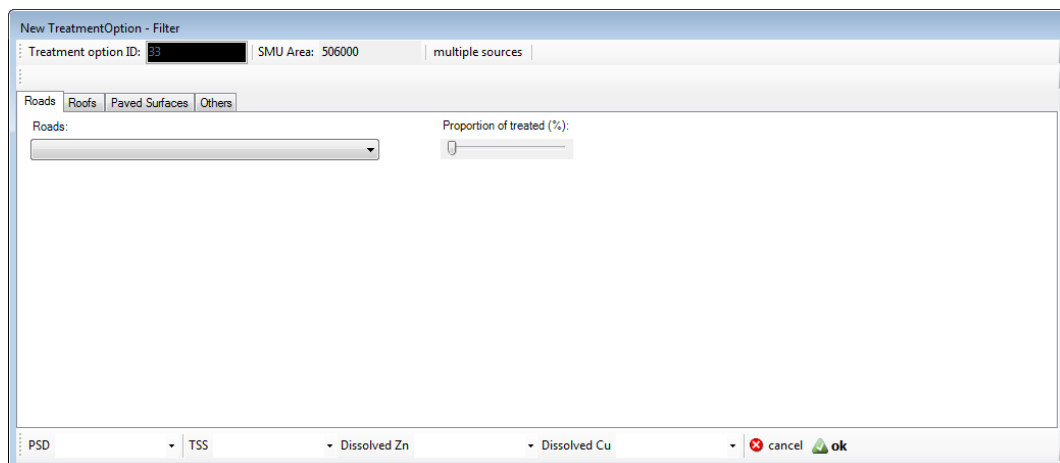 New TreatmentOption - Filter
Treatment option ID: 33 SMU Area: 506000 multiple sources
Roads Roofs Paved Surfaces Others
Roads: Proportion of treated (%):
PSD TSS Dissolved Zn Dissolved Cu cancel ok